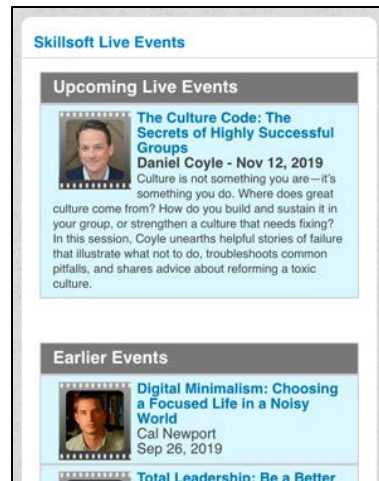 Skillsoft Live Events
Upcoming Live Events
The Culture Code: The
Secrets of Highly Successful
Groups
Daniel Coyle - Nov 12, 2019
Culture is not something you are—it's
something you do. Where does great
culture come from? How do you build and sustain it in
your group, or strengthen a culture that needs fixing?
In this session, Coyle unearths helpful stories of failure
that illustrate what not to do, troubleshoots common
pitfalls, and shares advice about reforming a toxic
culture.
Earlier Events
Digital Minimalism: Choosing
a Focused Life in a Noisy
World
Cal Newport
Sep 26, 2019
Total Leadership: Be a Better